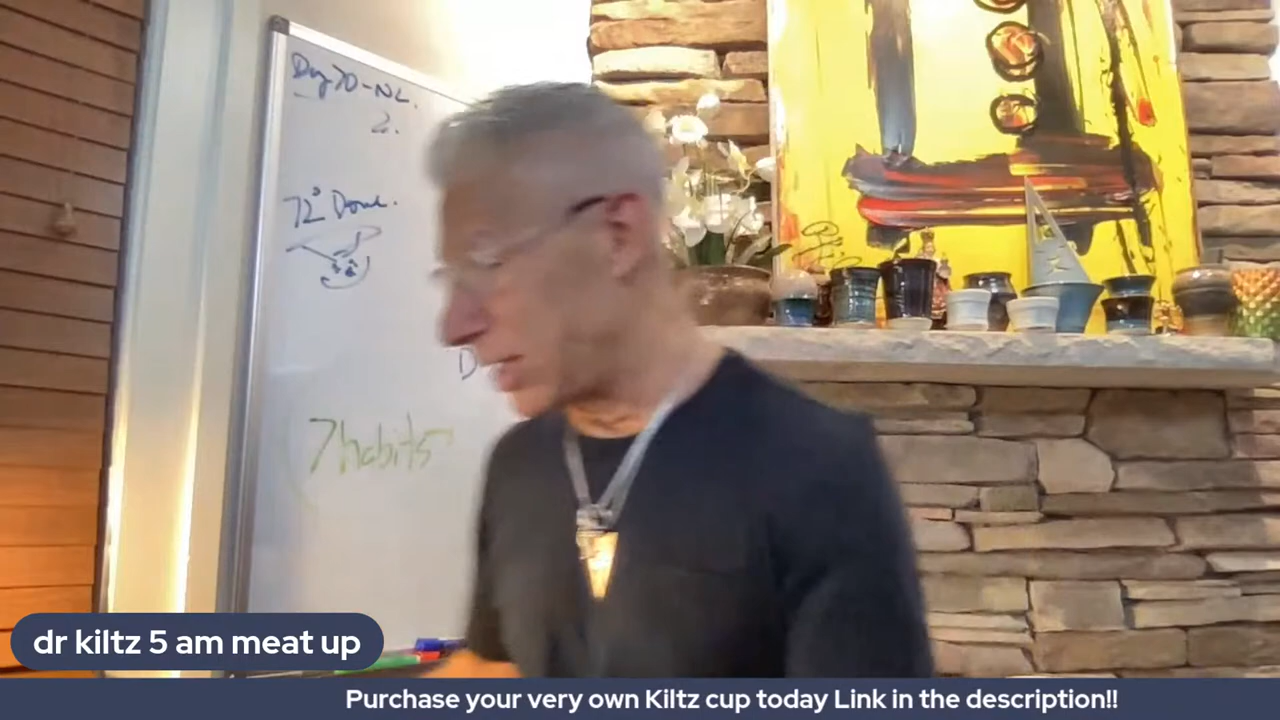 Day 70-NL.
2.
72° Done.
D
7 habits
dr kiltz 5 am meat up
Purchase your very own Kiltz cup today Link in the description!!